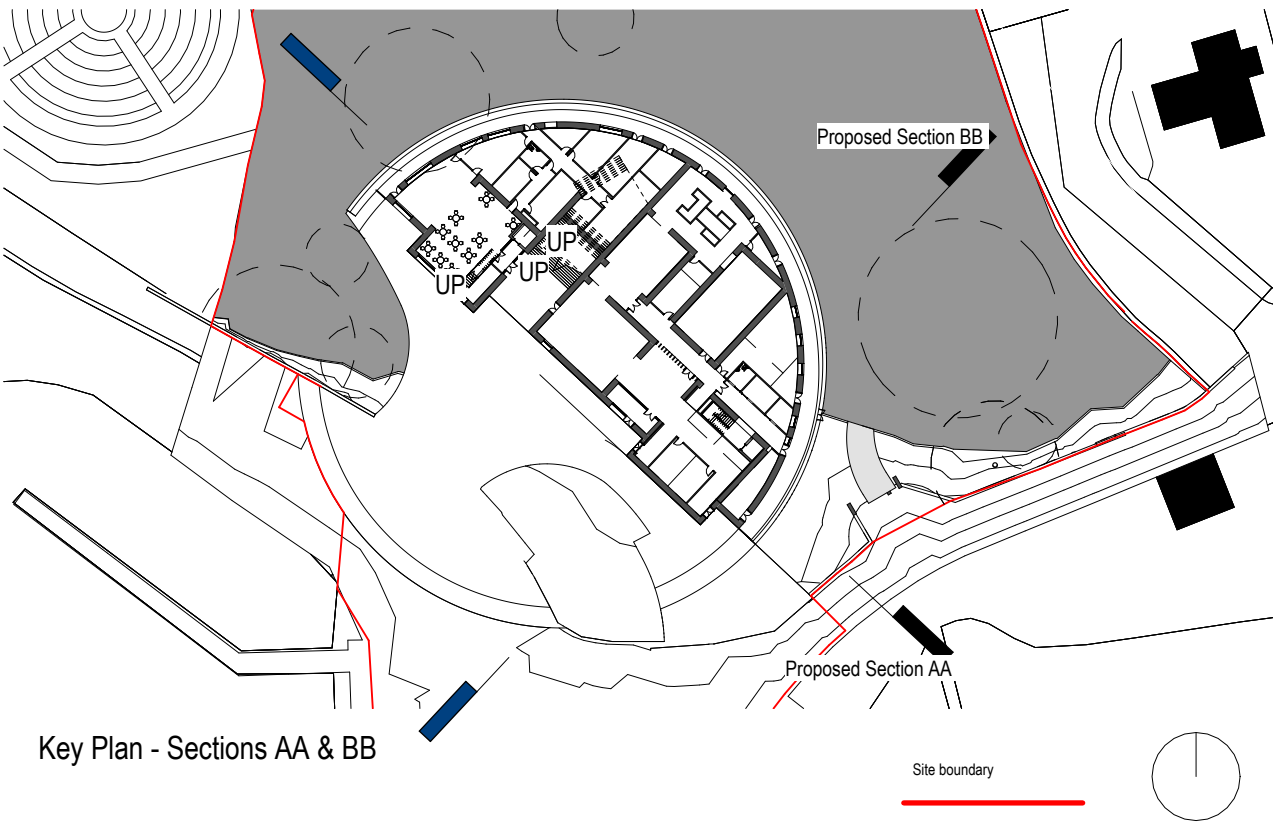 Proposed Section BB
UP
UP
UP
Proposed Section AA
Key Plan - Sections AA & BB
Site boundary